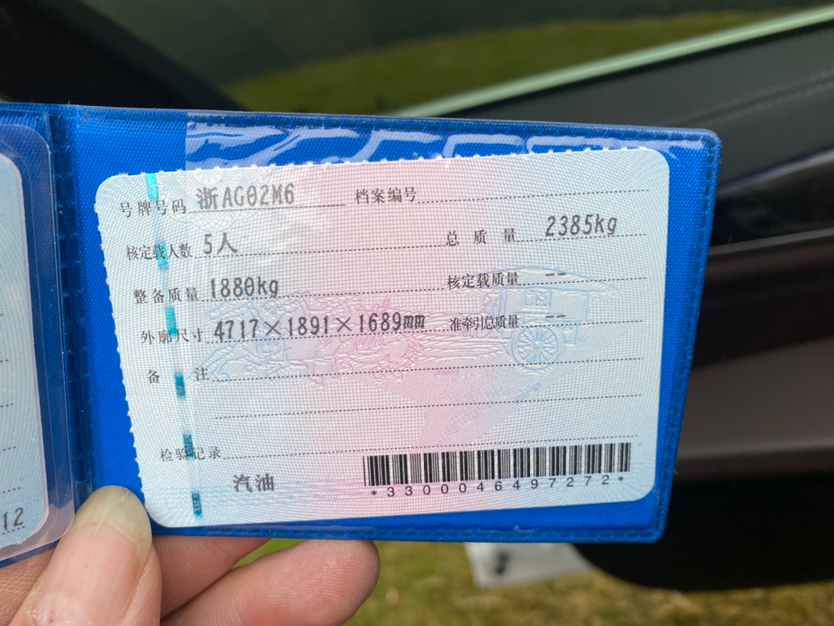 号牌号码 浙AG02M6 档案编号
核定载人数 5人 总质量 2385kg
整备质量 1880kg 核定载质量 --
外廓尺寸 4717×1891×1689mm 准牵引总质量 --
备注
检验记录
汽油
*3300046497272*
12